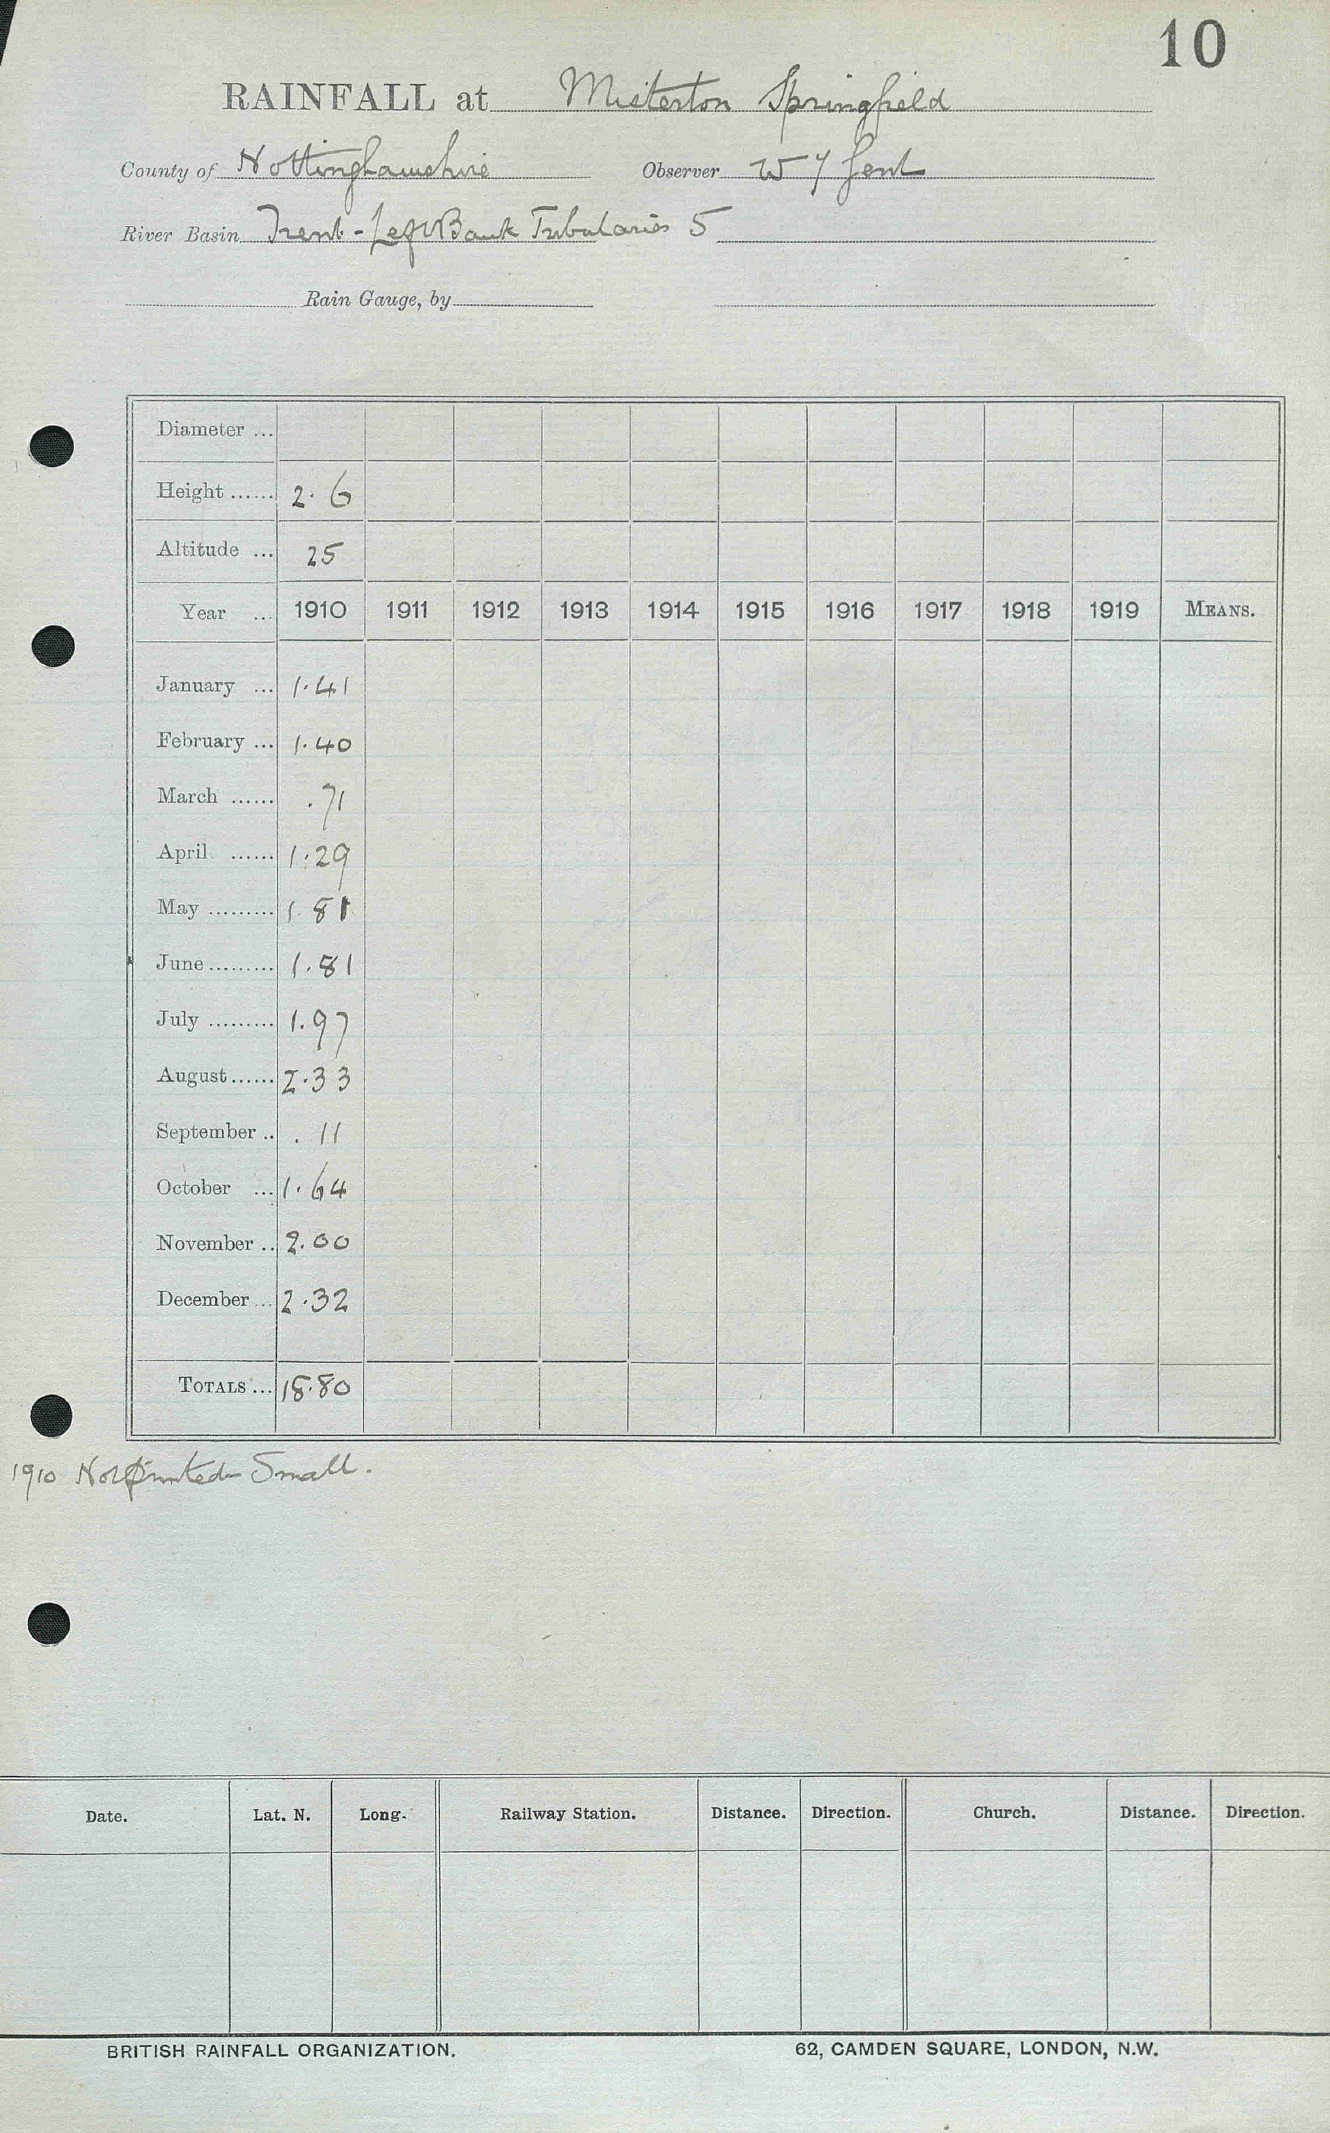 10
RAINFALL at Misterton Springfield
County of Nottinghamshire Observer W J Gent
River Basin Trent - Left Bank Tributaries 5
Rain Gauge, by
Diameter ...
Height ...... 2.6
Altitude ... 25
Year ... 1910 1911 1912 1913 1914 1915 1916 1917 1918 1919 MEANS.
January ... 1.41
February ... 1.40
March ...... .71
April ...... 1.29
May ......... 1.81
June ......... 1.81
July ......... 1.97
August ...... 2.33
September .. .11
October ... 1.64
November .. 2.00
December ... 2.32
TOTALS ... 18.80
1910 Not printed Small.
Date. Lat. N. Long. Railway Station. Distance. Direction. Church. Distance. Direction.
BRITISH RAINFALL ORGANIZATION. 62, CAMDEN SQUARE, LONDON, N.W.